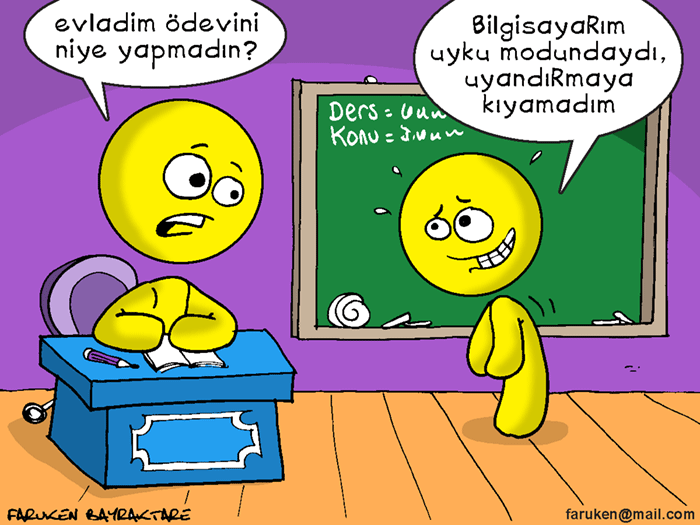 evladim ödevini
niye yapmadın?
BilgisayaRım
uyku modundaydı,
uyandıRmaya
kıyamadım
Ders =
Konu =
FARUKEN BAYRAKTARE
faruken@mail.com